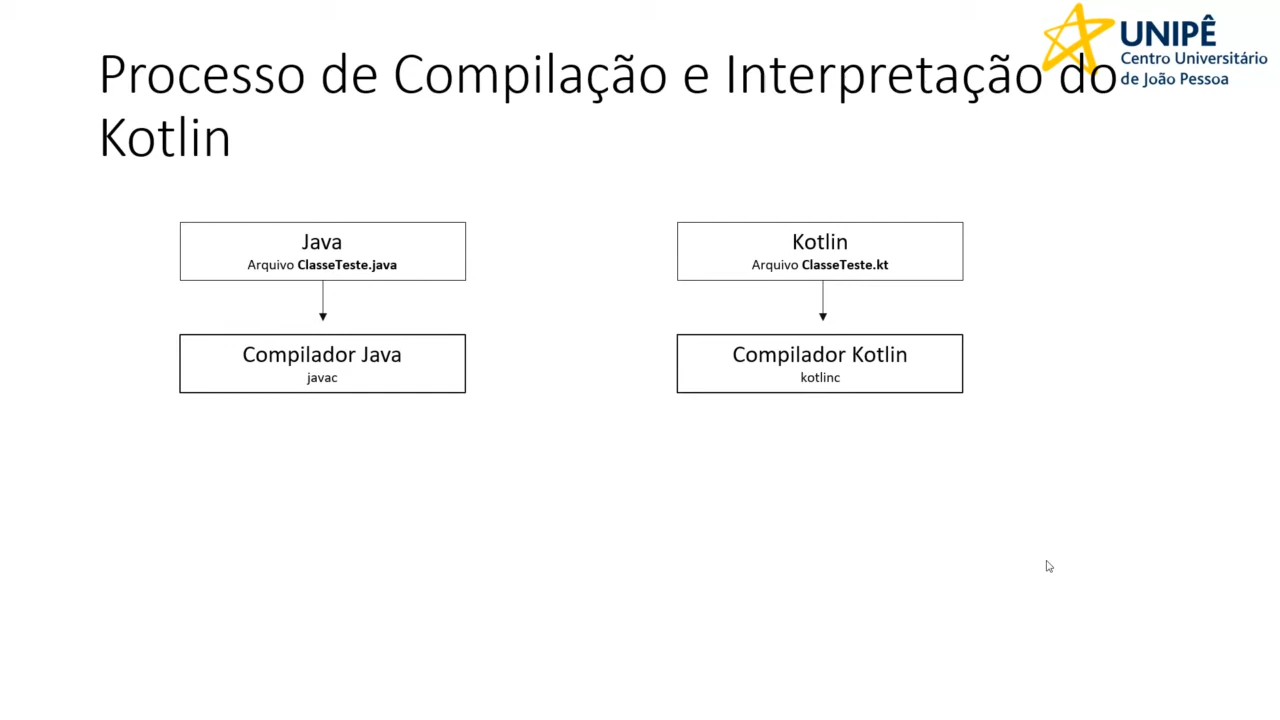 UNIPÊ
Centro Universitário
de João Pessoa
Processo de Compilação e Interpretação do
Kotlin
Java
Arquivo ClasseTeste.java
Compilador Java
javac
Kotlin
Arquivo ClasseTeste.kt
Compilador Kotlin
kotlinc